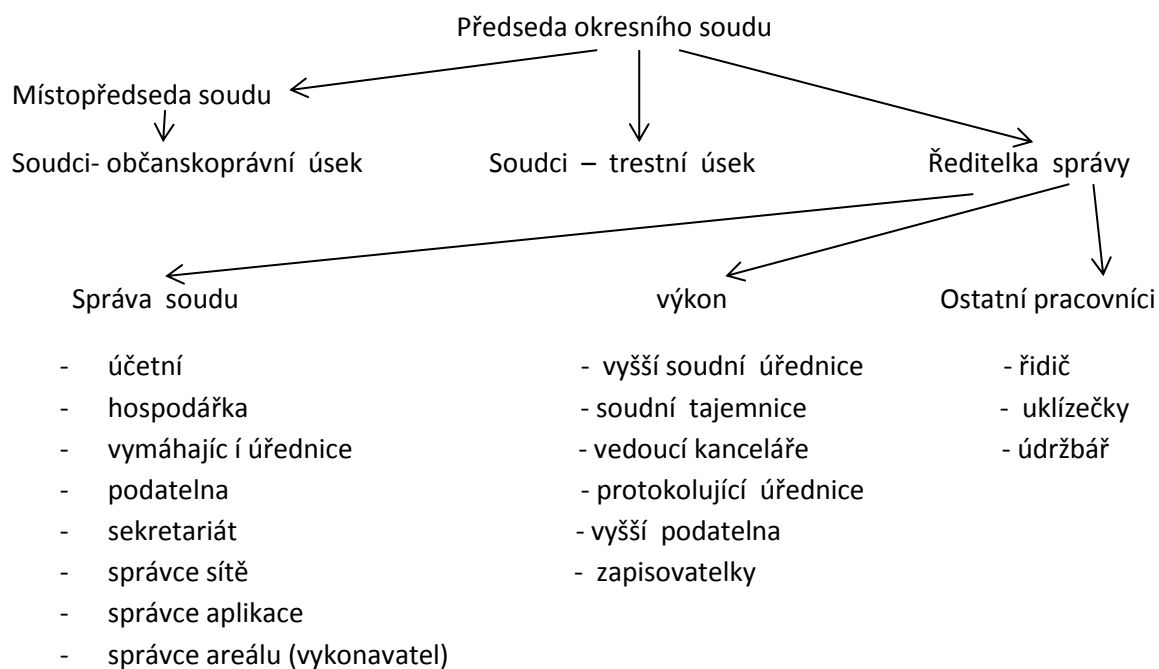 Předseda okresního soudu
Místopředseda soudu
Soudci- občanskoprávní úsek
Soudci – trestní úsek
Ředitelka správy
Správa soudu
- účetní
- hospodářka
- vymáhajíc í úřednice
- podatelna
- sekretariát
- správce sítě
- správce aplikace
- správce areálu (vykonavatel)
výkon
- vyšší soudní úřednice
- soudní tajemnice
- vedoucí kanceláře
- protokolující úřednice
- vyšší podatelna
- zapisovatelky
Ostatní pracovníci
- řidič
- uklízečky
- údržbář